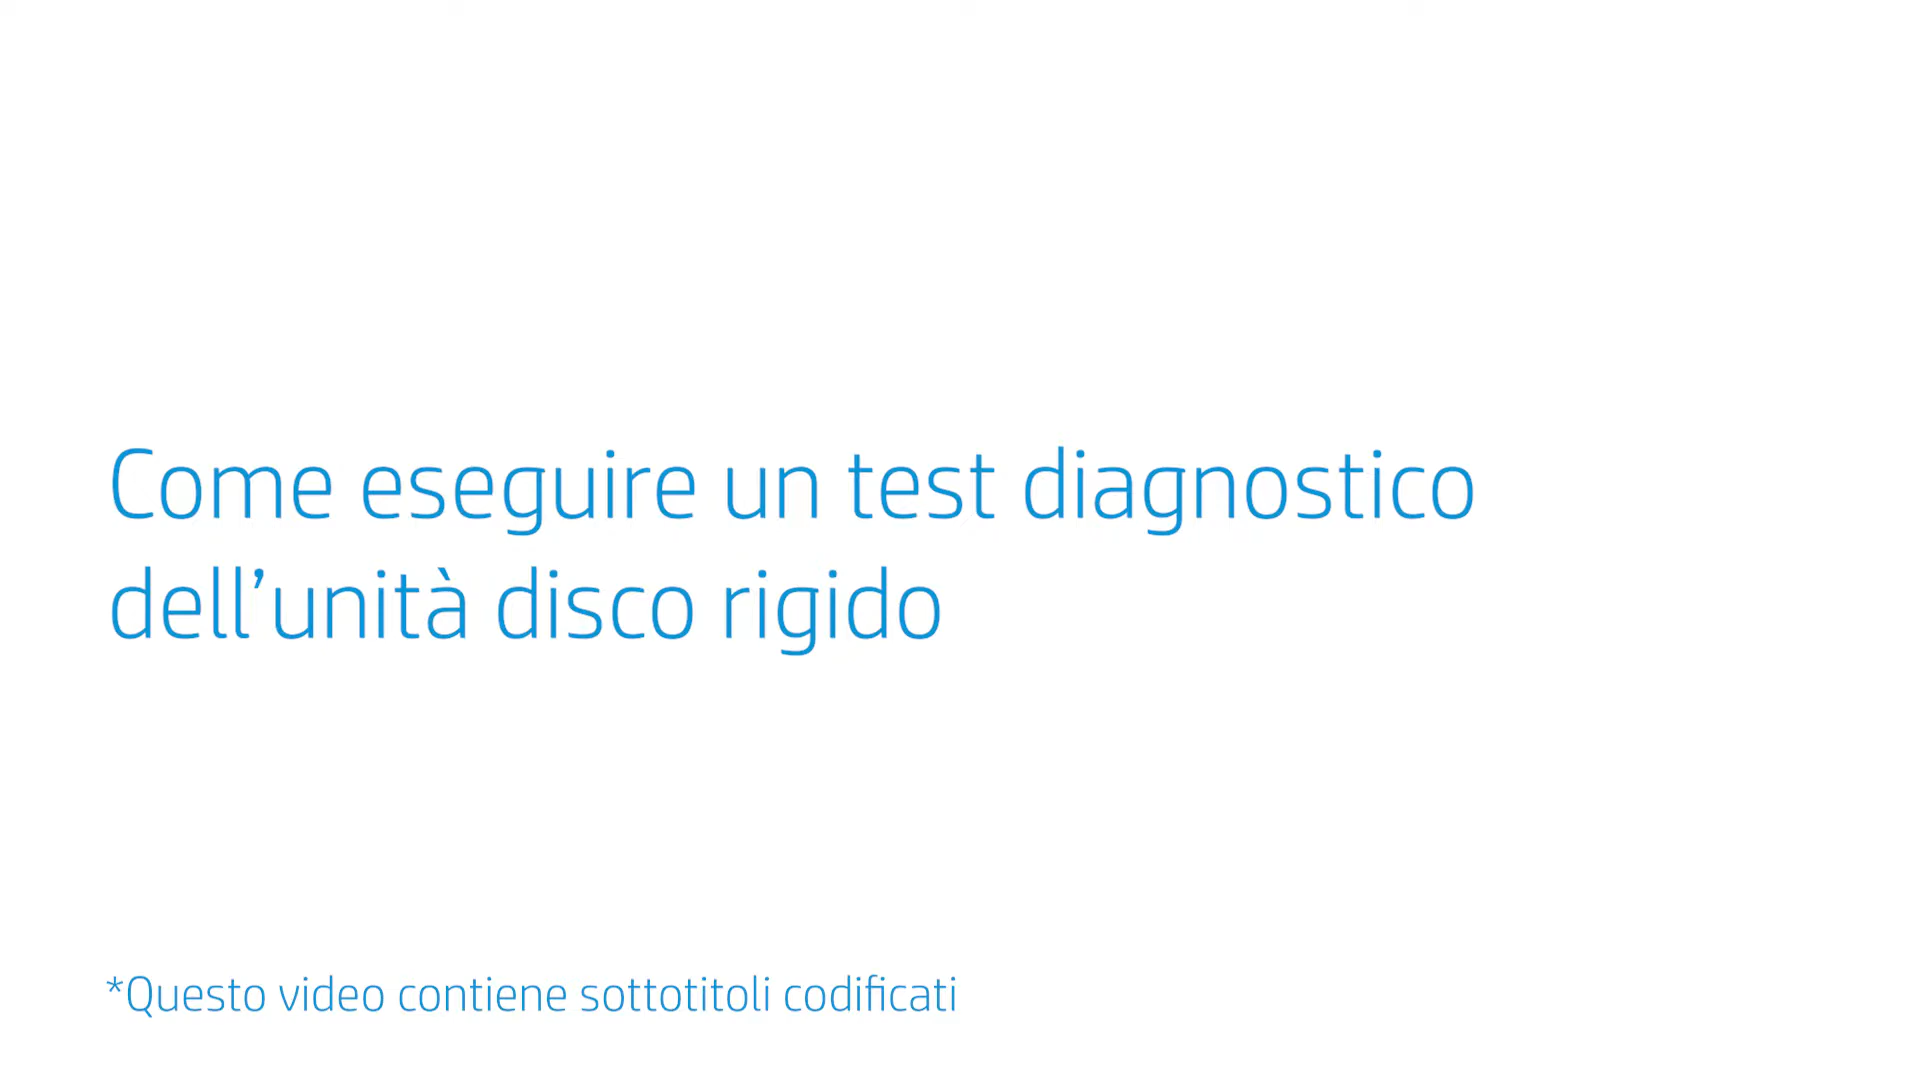 Come eseguire un test diagnostico
dell’unità disco rigido
*Questo video contiene sottotitoli codificati